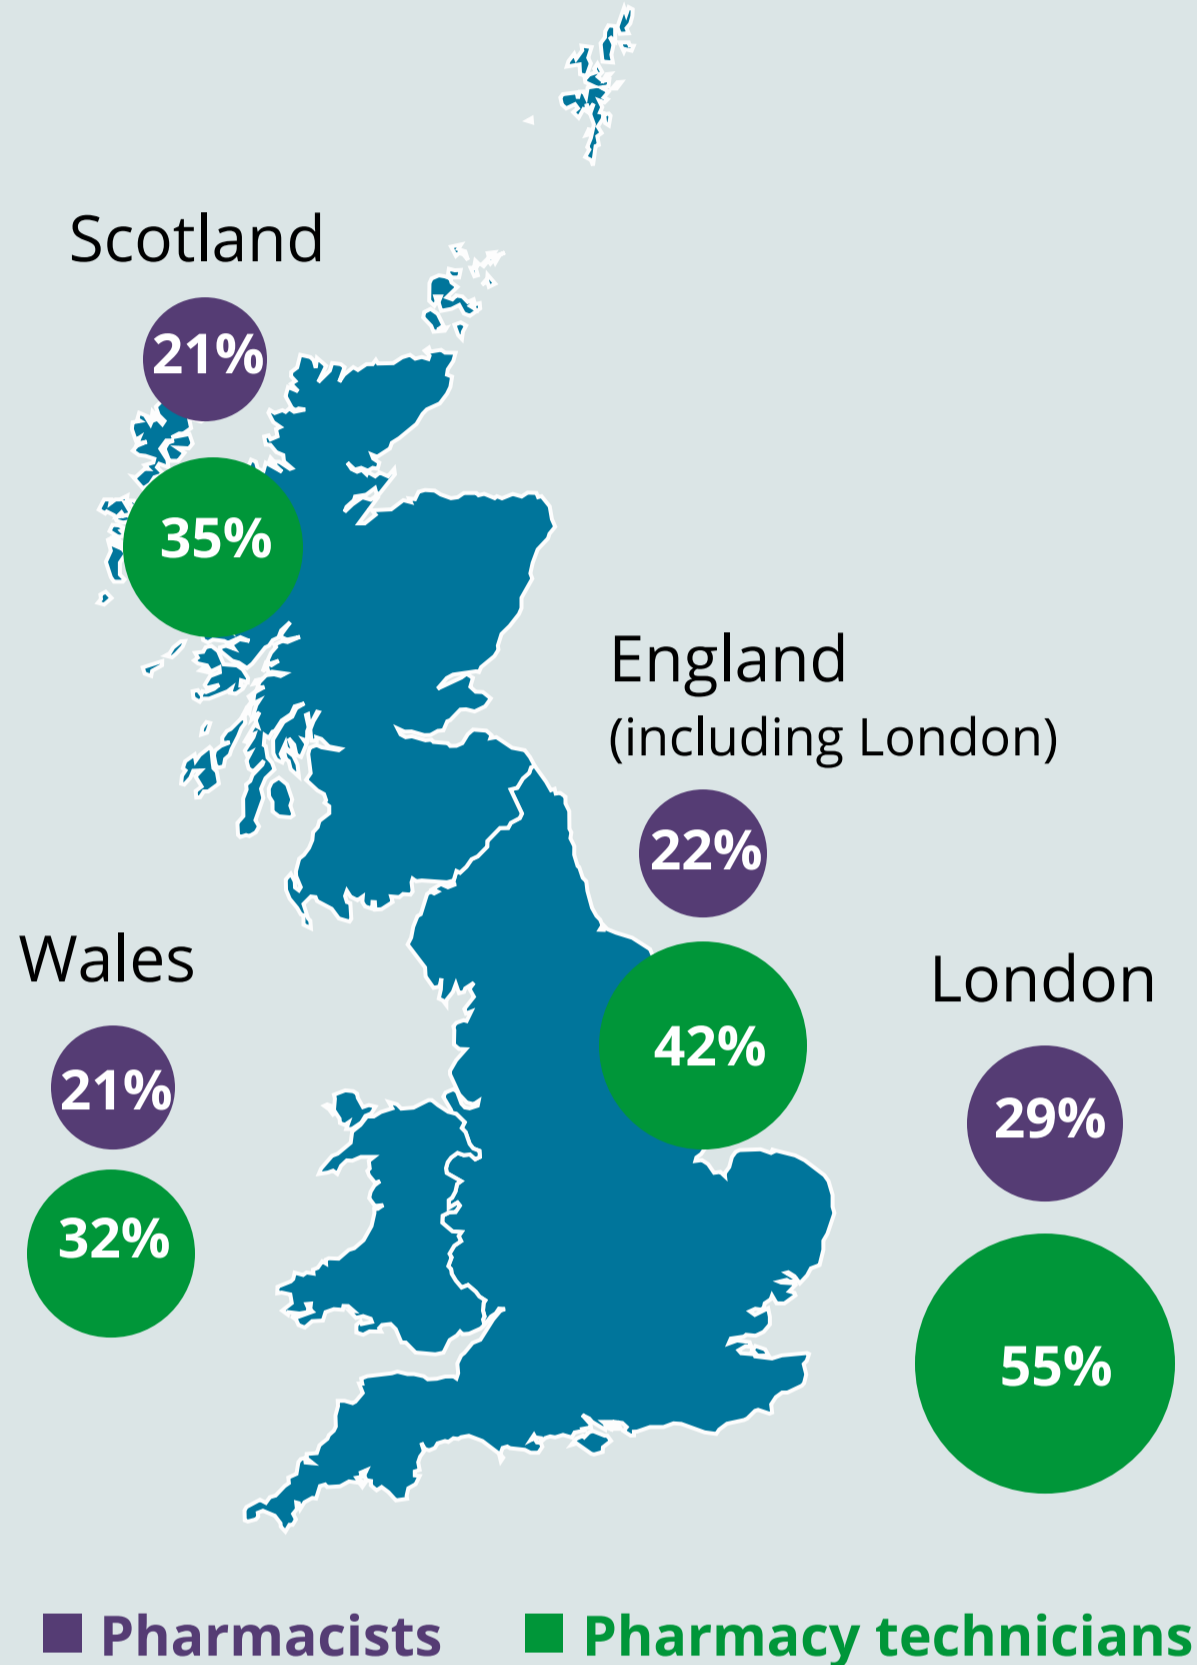 Scotland
21%
35%
England
(including London)
22%
42%
Wales
21%
32%
London
29%
55%
Pharmacists
Pharmacy technicians